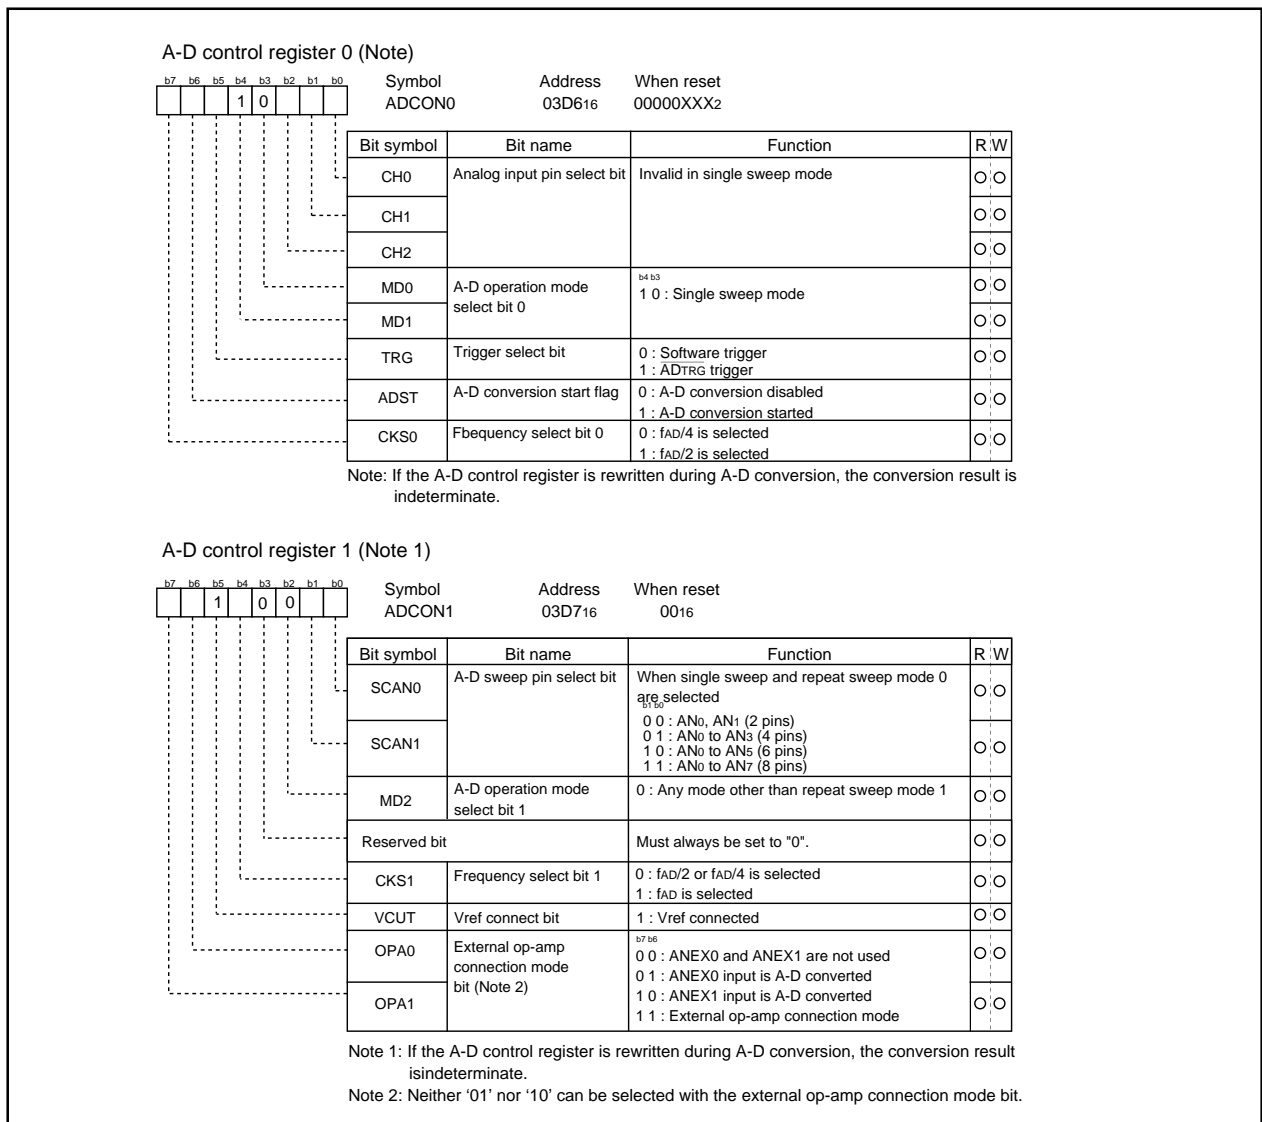 A-D control register 0 (Note)
b7 b6 b5 b4 b3 b2 b1 b0
1 0
Symbol Address When reset
ADCON0 03D616 00000XXX2
Bit symbol Bit name Function R W
CH0 Analog input pin select bit Invalid in single sweep mode
CH1
CH2
b4 b3
MD0 A-D operation mode 1 0 : Single sweep mode
select bit 0
MD1
TRG Trigger select bit 0 : Software trigger
1 : ADTRG trigger
ADST A-D conversion start flag 0 : A-D conversion disabled
1 : A-D conversion started
CKS0 Fbequency select bit 0 0 : fAD/4 is selected
1 : fAD/2 is selected
Note: If the A-D control register is rewritten during A-D conversion, the conversion result is
indeterminate.
A-D control register 1 (Note 1)
b7 b6 b5 b4 b3 b2 b1 b0
1 0 0
Symbol Address When reset
ADCON1 03D716 0016
Bit symbol Bit name Function R W
SCAN0 A-D sweep pin select bit When single sweep and repeat sweep mode 0
are selected
b1 b0
0 0 : AN0, AN1 (2 pins)
0 1 : AN0 to AN3 (4 pins)
SCAN1 1 0 : AN0 to AN5 (6 pins)
1 1 : AN0 to AN7 (8 pins)
MD2 A-D operation mode 0 : Any mode other than repeat sweep mode 1
select bit 1
Reserved bit Must always be set to "0".
CKS1 Frequency select bit 1 0 : fAD/2 or fAD/4 is selected
1 : fAD is selected
VCUT Vref connect bit 1 : Vref connected
b7 b6
OPA0 External op-amp 0 0 : ANEX0 and ANEX1 are not used
connection mode 0 1 : ANEX0 input is A-D converted
bit (Note 2) 1 0 : ANEX1 input is A-D converted
OPA1 1 1 : External op-amp connection mode
Note 1: If the A-D control register is rewritten during A-D conversion, the conversion result
isindeterminate.
Note 2: Neither ‘01’ nor ‘10’ can be selected with the external op-amp connection mode bit.